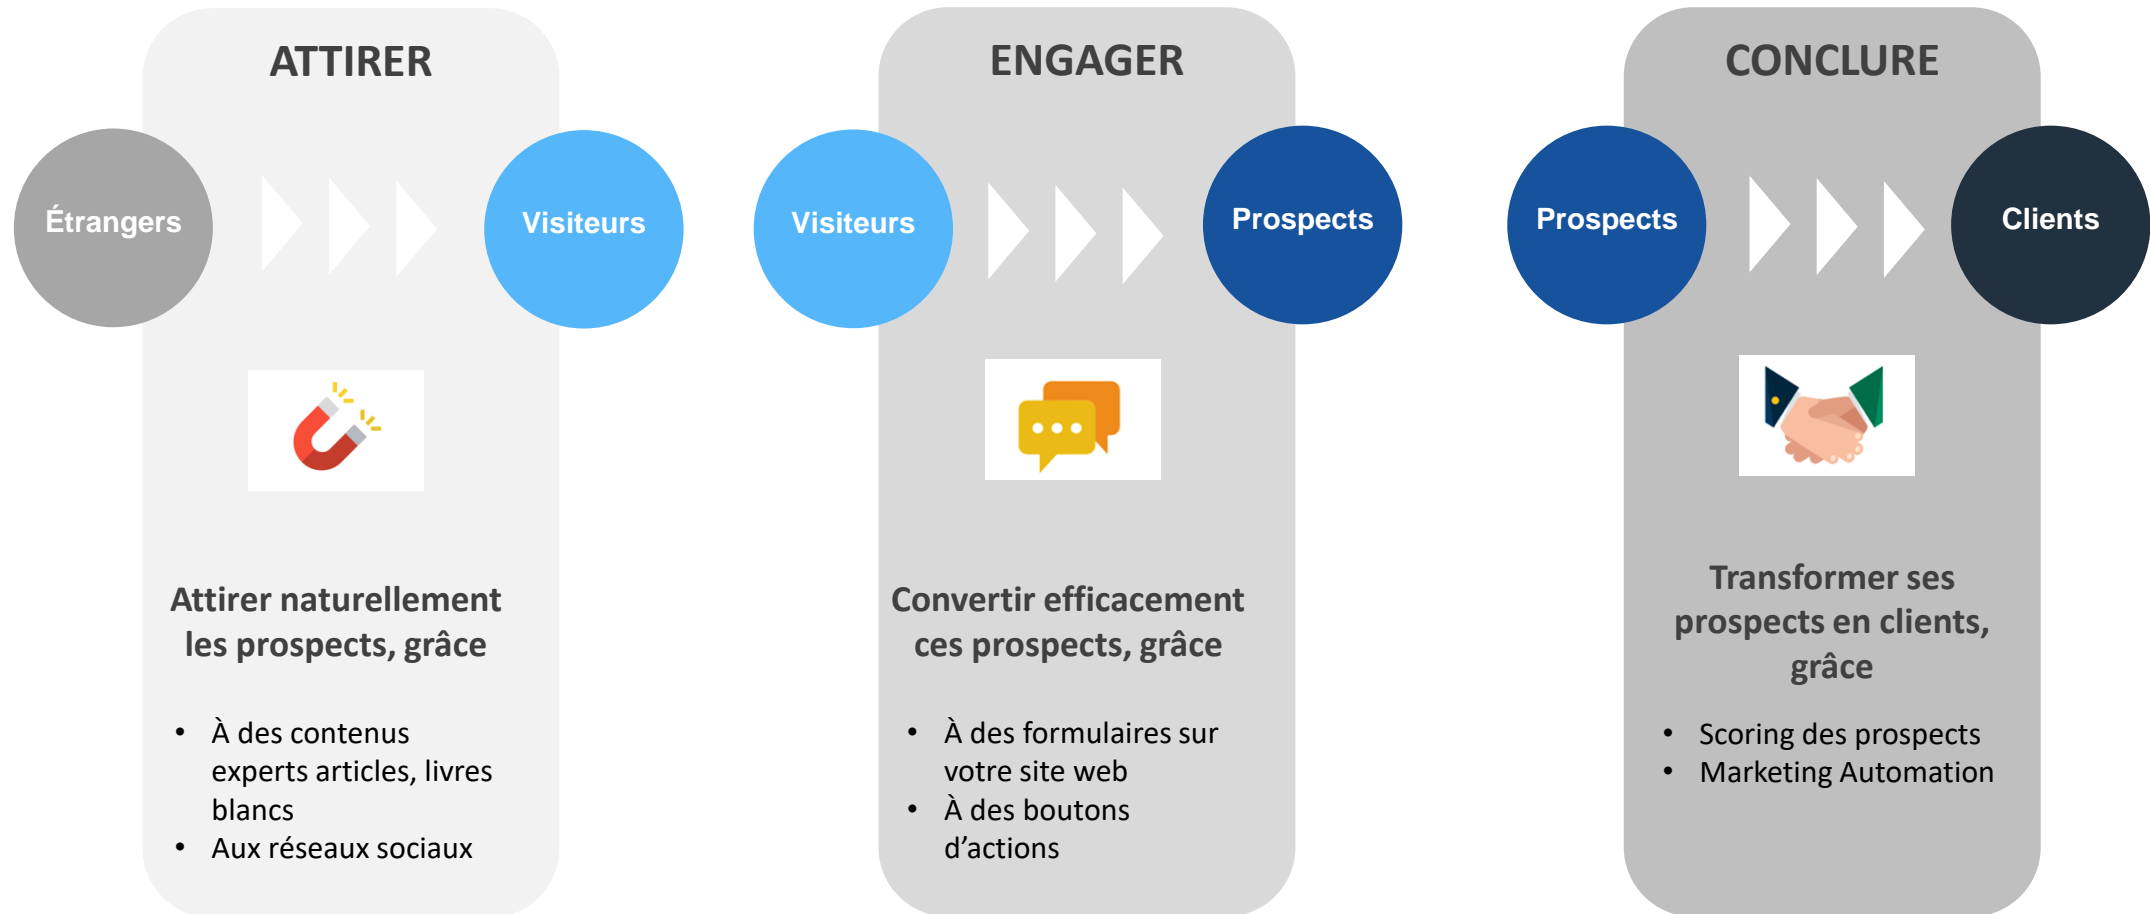 ATTIRER
Étrangers
Visiteurs
Attirer naturellement
les prospects, grâce
• À des contenus
experts articles, livres
blancs
• Aux réseaux sociaux
ENGAGER
Visiteurs
Prospects
Convertir efficacement
ces prospects, grâce
• À des formulaires sur
votre site web
• À des boutons
d’actions
CONCLURE
Prospects
Clients
Transformer ses
prospects en clients,
grâce
• Scoring des prospects
• Marketing Automation